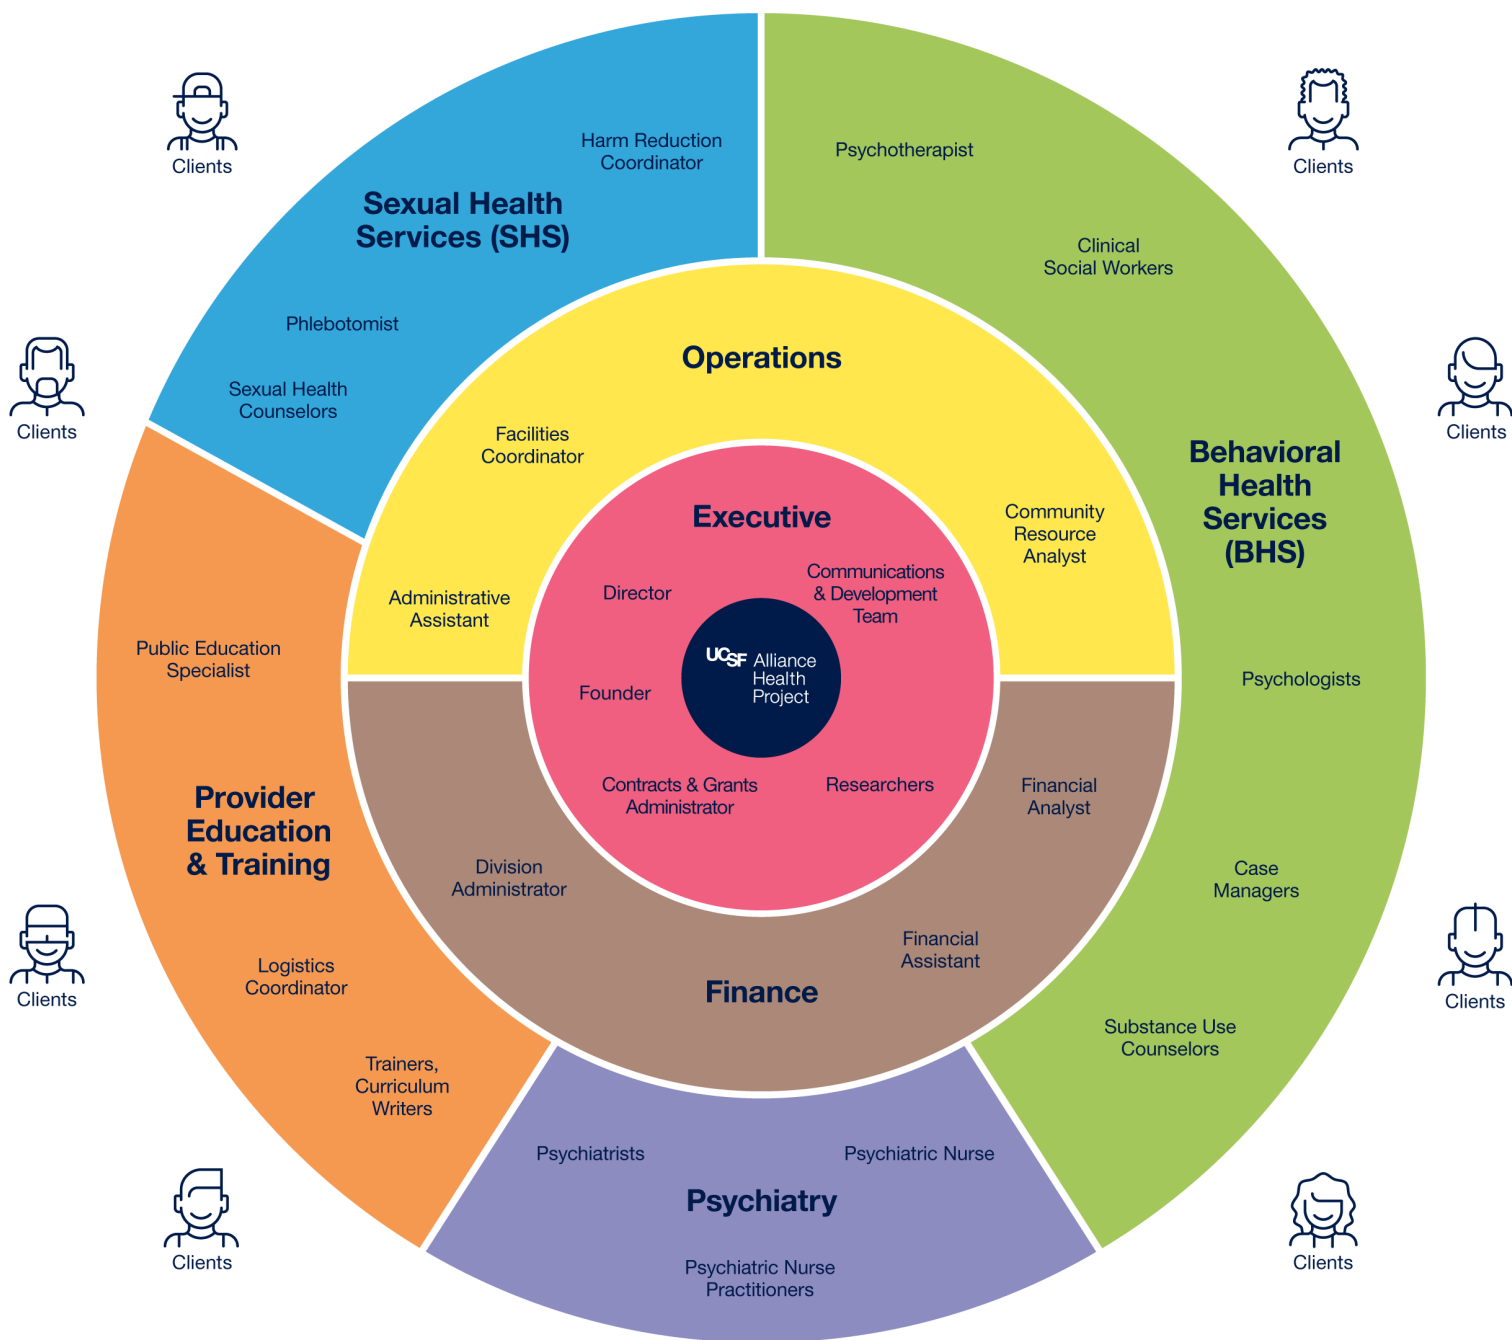 Clients
Clients
Harm Reduction
Coordinator
Psychotherapist
Sexual Health
Services (SHS)
Clinical
Social Workers
Phlebotomist
Sexual Health
Counselors
Clients
Clients
Operations
Facilities
Coordinator
Behavioral
Health
Services
(BHS)
Community
Resource
Analyst
Executive
Director
Communications
& Development
Team
Administrative
Assistant
Public Education
Specialist
UCSF Alliance
Health
Project
Founder
Psychologists
Contracts & Grants
Administrator
Researchers
Financial
Analyst
Provider
Education
& Training
Division
Administrator
Case
Managers
Financial
Assistant
Finance
Logistics
Coordinator
Clients
Clients
Substance Use
Counselors
Trainers,
Curriculum
Writers
Psychiatrists
Psychiatric Nurse
Psychiatry
Psychiatric Nurse
Practitioners
Clients
Clients